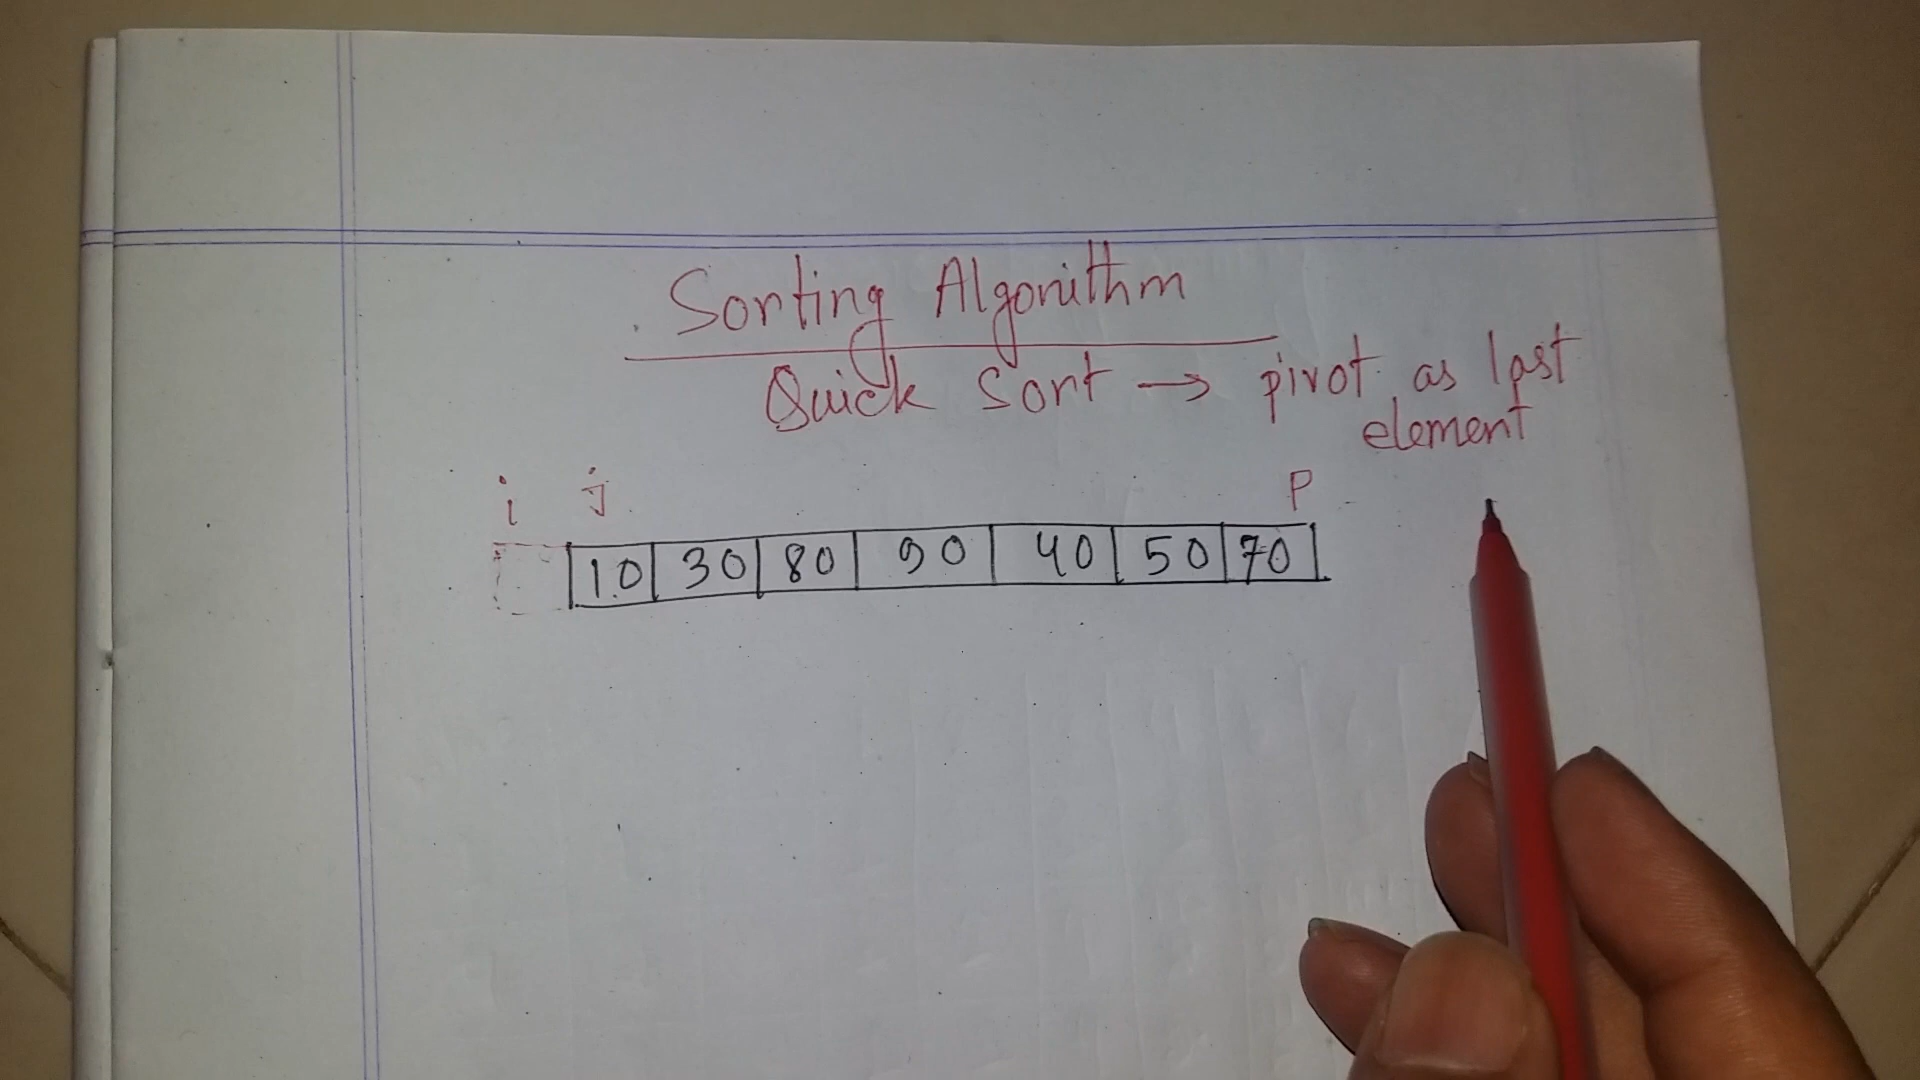 Sorting Algorithm
Quick Sort → pivot as last
element
i j P
10 30 80 90 40 50 70